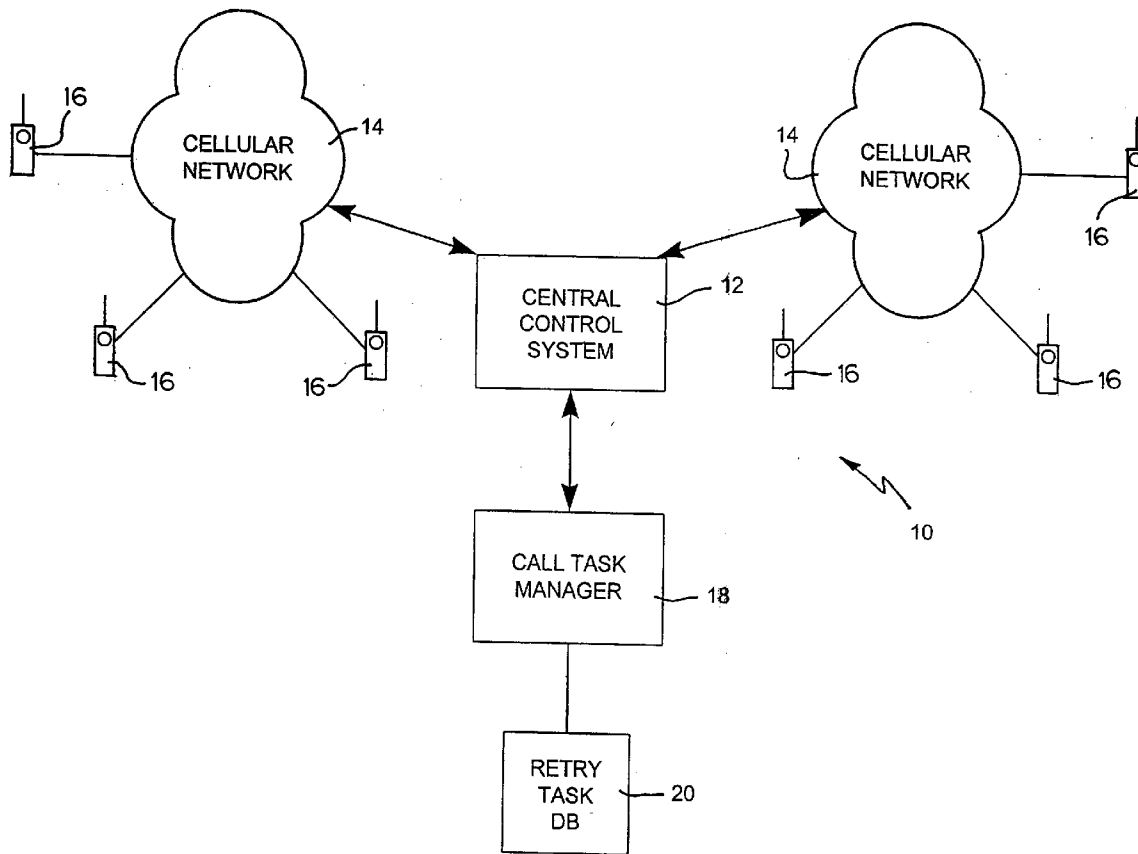 16
CELLULAR
NETWORK
14
16
16
CENTRAL
CONTROL
SYSTEM
12
14
CELLULAR
NETWORK
16
16
16
10
CALL TASK
MANAGER
18
RETRY
TASK
DB
20